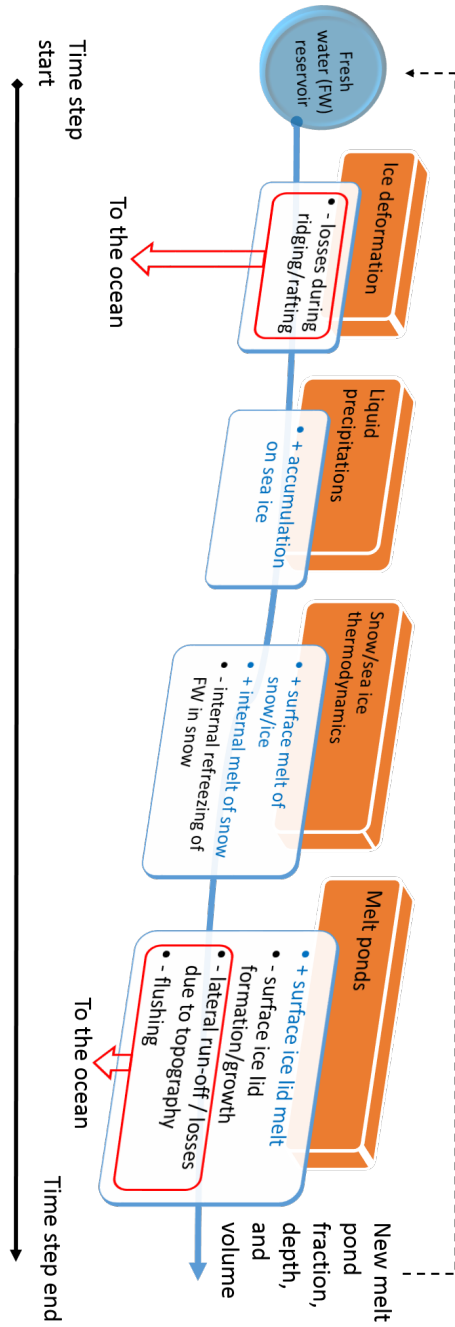 Fresh
water (FW)
reservoir
Ice deformation
• - losses during
ridging/rafting
To the ocean
Liquid
precipitations
• + accumulation
on sea ice
Snow/sea ice
thermodynamics
• + surface melt of
snow/ice
• + internal melt of snow
• - internal refreezing of
FW in snow
Melt ponds
• + surface ice lid melt
• - surface ice lid
formation/growth
• - lateral run-off / losses
due to topography
• - flushing
To the ocean
New melt
pond
fraction,
depth,
and
volume
Time step
start
Time step end